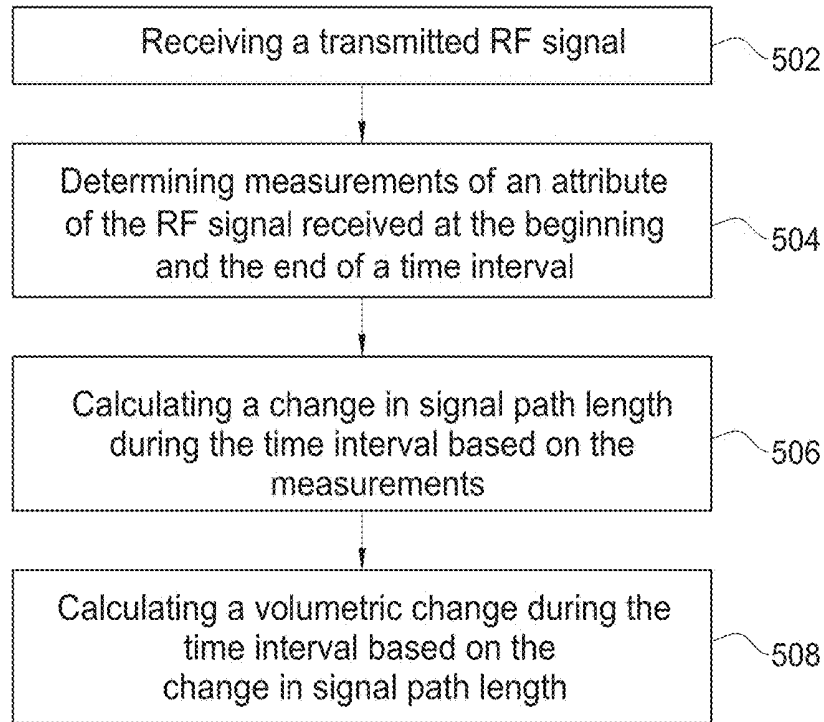 Receiving a transmitted RF signal
502
Determining measurements of an attribute
of the RF signal received at the beginning
and the end of a time interval
504
Calculating a change in signal path length
during the time interval based on the
measurements
506
Calculating a volumetric change during the
time interval based on the
change in signal path length
508